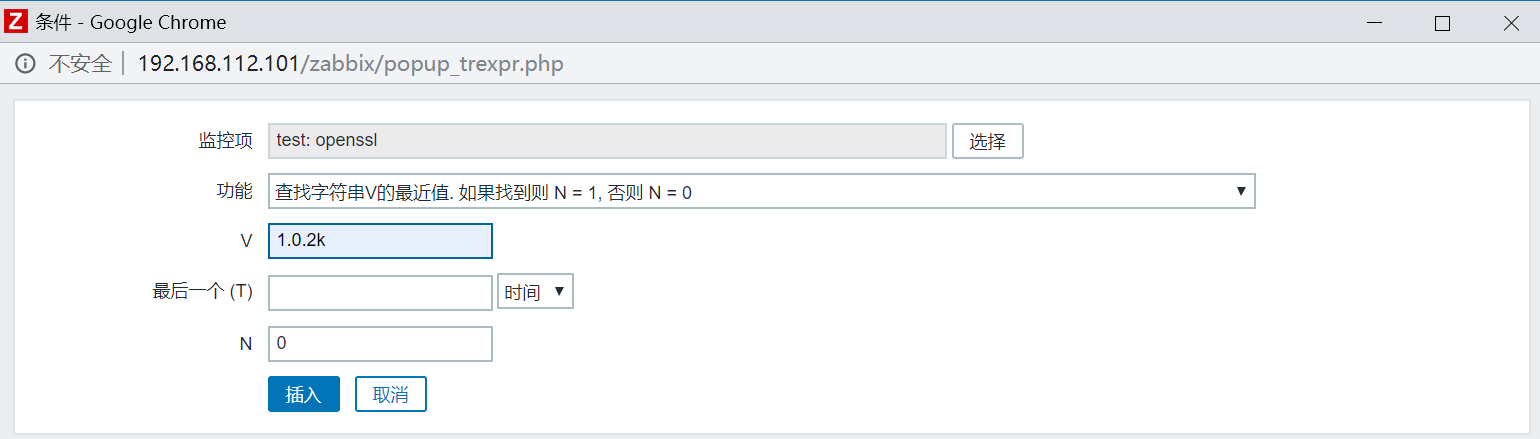 Z 条件 - Google Chrome
不安全 | 192.168.112.101/zabbix/popup_trexpr.php
监控项 test: openssl 选择
功能 查找字符串V的最近值. 如果找到则 N = 1, 否则 N = 0
V 1.0.2k
最后一个 (T) 时间
N 0
插入 取消